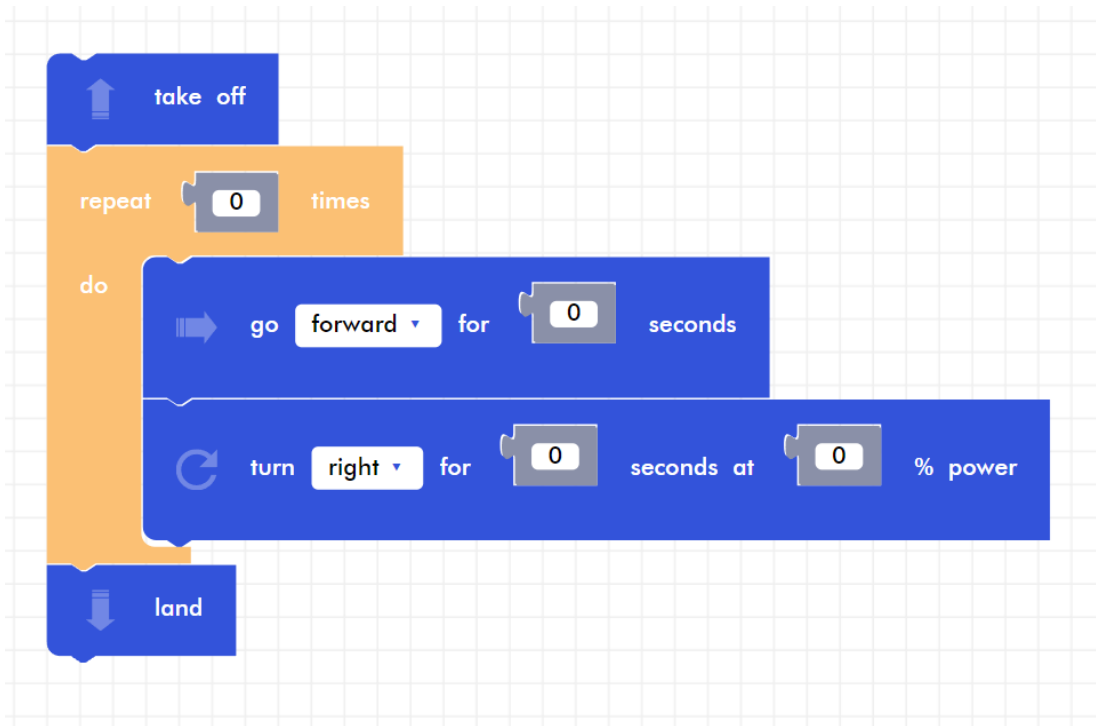 take off
repeat 0 times
do
go forward for 0 seconds
turn right for 0 seconds at 0 % power
land